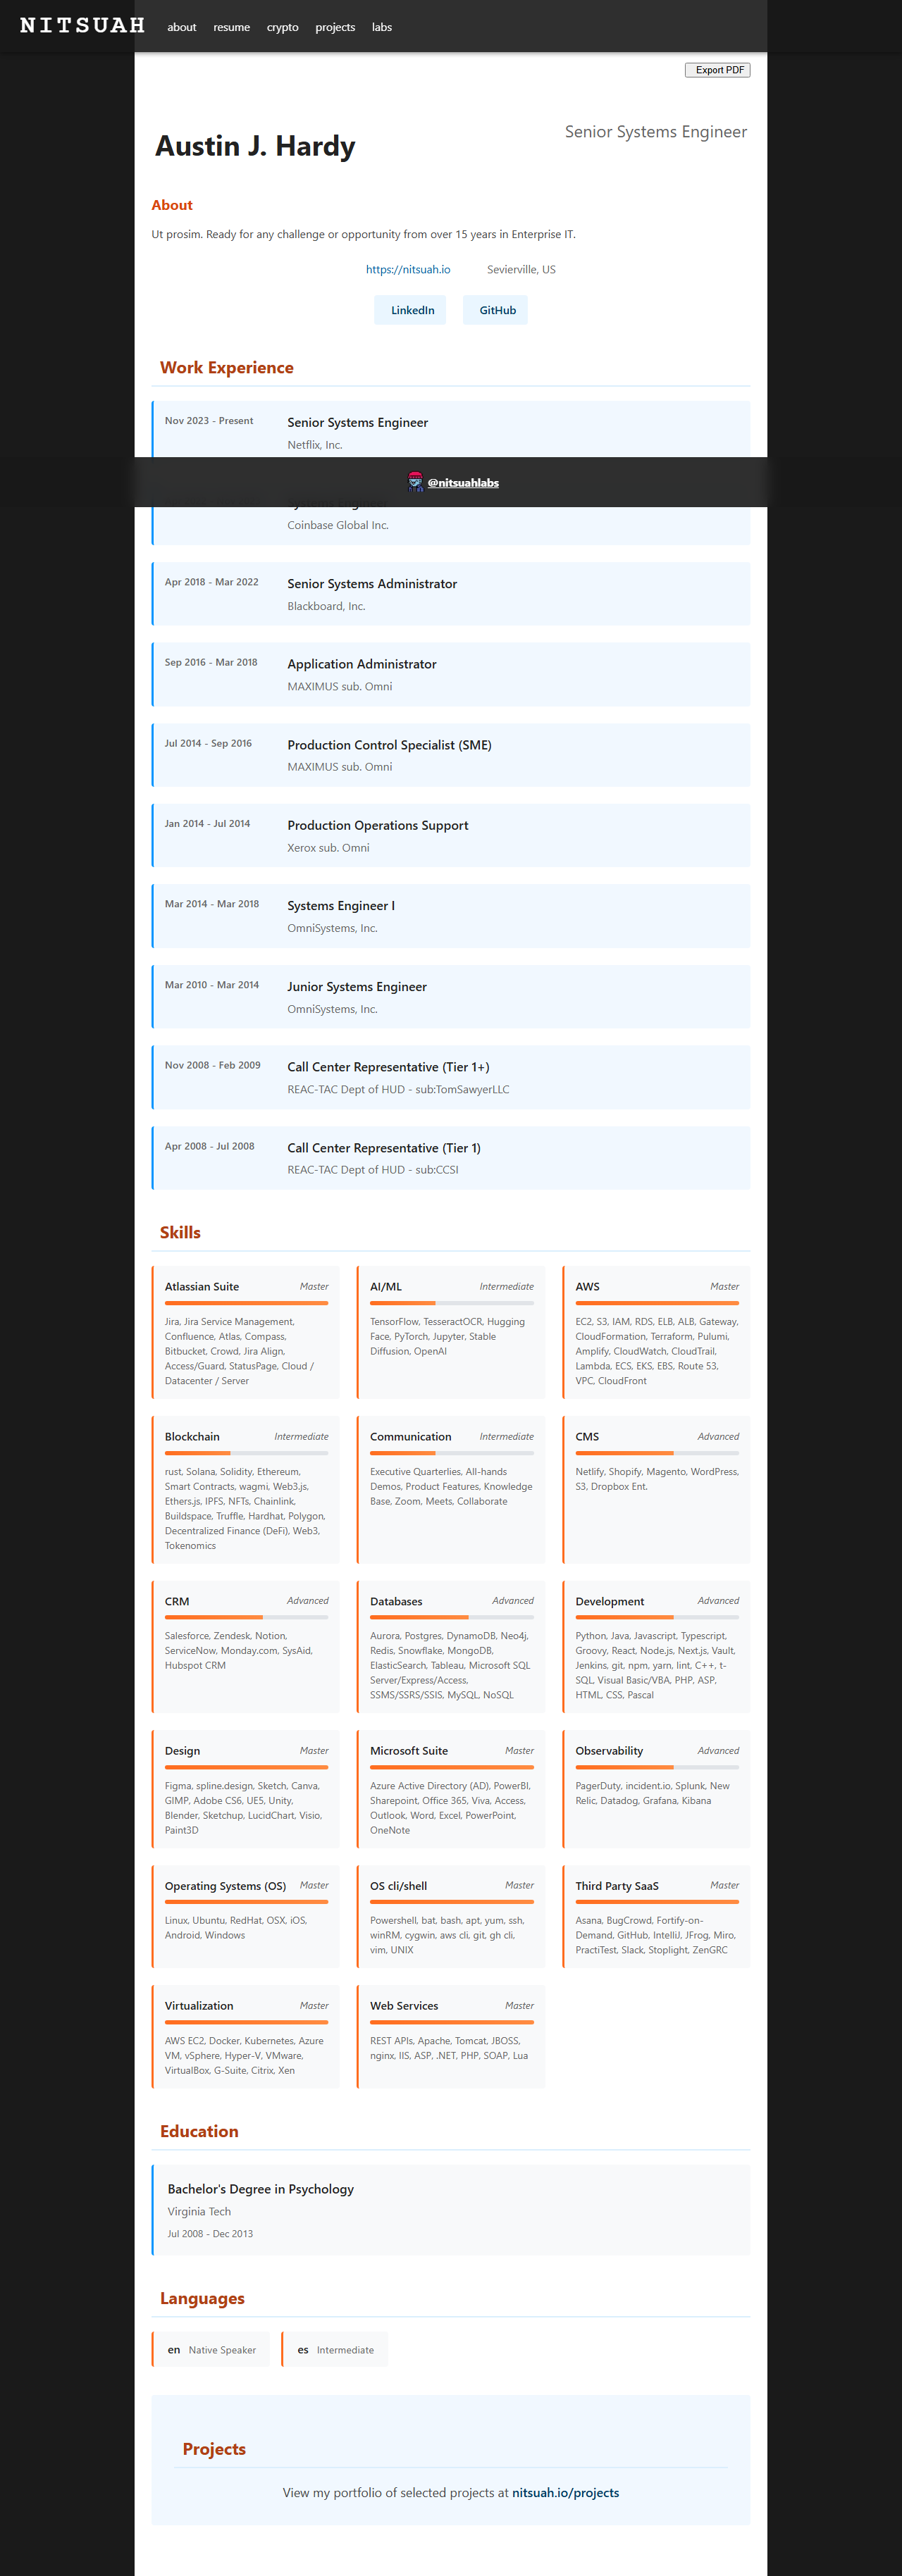 NITSUAH
about resume crypto projects labs
Export PDF
Austin J. Hardy
Senior Systems Engineer
About
Ut prosim. Ready for any challenge or opportunity from over 15 years in Enterprise IT.
https://nitsuah.io Sevierville, US
LinkedIn GitHub
Work Experience
Nov 2023 - Present Senior Systems Engineer
Netflix, Inc.
@nitsuahlabs
Coinbase Global Inc.
Apr 2018 - Mar 2022 Senior Systems Administrator
Blackboard, Inc.
Sep 2016 - Mar 2018 Application Administrator
MAXIMUS sub. Omni
Jul 2014 - Sep 2016 Production Control Specialist (SME)
MAXIMUS sub. Omni
Jan 2014 - Jul 2014 Production Operations Support
Xerox sub. Omni
Mar 2014 - Mar 2018 Systems Engineer I
OmniSystems, Inc.
Mar 2010 - Mar 2014 Junior Systems Engineer
OmniSystems, Inc.
Nov 2008 - Feb 2009 Call Center Representative (Tier 1+)
REAC-TAC Dept of HUD - sub:TomSawyerLLC
Apr 2008 - Jul 2008 Call Center Representative (Tier 1)
REAC-TAC Dept of HUD - sub:CCSI
Skills
Atlassian Suite Master
Jira, Jira Service Management,
Confluence, Atlas, Compass,
Bitbucket, Crowd, Jira Align,
Access/Guard, StatusPage, Cloud /
Datacenter / Server
AI/ML Intermediate
TensorFlow, TesseractOCR, Hugging
Face, PyTorch, Jupyter, Stable
Diffusion, OpenAI
AWS Master
EC2, S3, IAM, RDS, ELB, ALB, Gateway,
CloudFormation, Terraform, Pulumi,
Amplify, CloudWatch, CloudTrail,
Lambda, ECS, EKS, EBS, Route 53,
VPC, CloudFront
Blockchain Intermediate
rust, Solana, Solidity, Ethereum,
Smart Contracts, wagmi, Web3.js,
Ethers.js, IPFS, NFTs, Chainlink,
Buildspace, Truffle, Hardhat, Polygon,
Decentralized Finance (DeFi), Web3,
Tokenomics
Communication Intermediate
Executive Quarterlies, All-hands
Demos, Product Features, Knowledge
Base, Zoom, Meets, Collaborate
CMS Advanced
Netlify, Shopify, Magento, WordPress,
S3, Dropbox Ent.
CRM Advanced
Salesforce, Zendesk, Notion,
ServiceNow, Monday.com, SysAid,
Hubspot CRM
Databases Advanced
Aurora, Postgres, DynamoDB, Neo4j,
Redis, Snowflake, MongoDB,
ElasticSearch, Tableau, Microsoft SQL
Server/Express/Access,
SSMS/SSRS/SSIS, MySQL, NoSQL
Development Advanced
Python, Java, Javascript, Typescript,
Groovy, React, Node.js, Next.js, Vault,
Jenkins, git, npm, yarn, lint, C++, t-
SQL, Visual Basic/VBA, PHP, ASP,
HTML, CSS, Pascal
Design Master
Figma, spline.design, Sketch, Canva,
GIMP, Adobe CS6, UE5, Unity,
Blender, Sketchup, LucidChart, Visio,
Paint3D
Microsoft Suite Master
Azure Active Directory (AD), PowerBI,
Sharepoint, Office 365, Viva, Access,
Outlook, Word, Excel, PowerPoint,
OneNote
Observability Advanced
PagerDuty, incident.io, Splunk, New
Relic, Datadog, Grafana, Kibana
Operating Systems (OS) Master
Linux, Ubuntu, RedHat, OSX, iOS,
Android, Windows
OS cli/shell Master
Powershell, bat, bash, apt, yum, ssh,
winRM, cygwin, aws cli, git, gh cli,
vim, UNIX
Third Party SaaS Master
Asana, BugCrowd, Fortify-on-
Demand, GitHub, IntelliJ, JFrog, Miro,
PractiTest, Slack, Stoplight, ZenGRC
Virtualization Master
AWS EC2, Docker, Kubernetes, Azure
VM, vSphere, Hyper-V, VMware,
VirtualBox, G-Suite, Citrix, Xen
Web Services Master
REST APIs, Apache, Tomcat, JBOSS,
nginx, IIS, ASP, .NET, PHP, SOAP, Lua
Education
Bachelor's Degree in Psychology
Virginia Tech
Jul 2008 - Dec 2013
Languages
en Native Speaker es Intermediate
Projects
View my portfolio of selected projects at nitsuah.io/projects